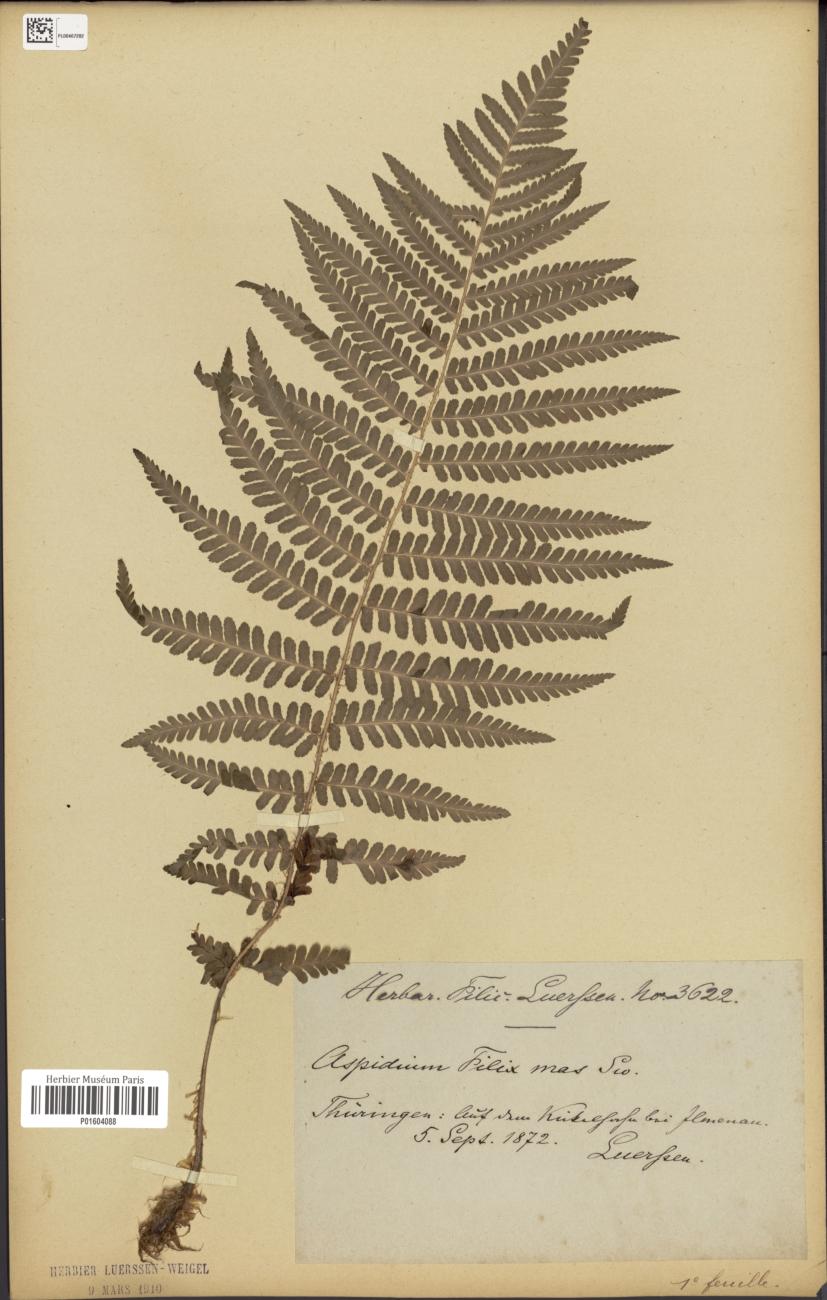 PL00467282
Herbar. Filic. Luerssen. No. 3622.
Aspidium Filix mas Sw.
Thüringen: Auf dem Kickelhahn bei Ilmenau.
5. Sept. 1872.
Luerssen.
Herbier Muséum Paris
P01604088
HERBIER LUERSSEN-WEIGEL
9 MARS 1910
1e feuille.